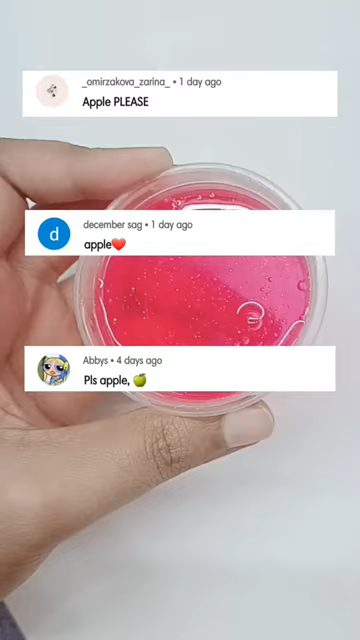 _omirzakova_zarina_ • 1 day ago
Apple PLEASE
d
december sag • 1 day ago
apple❤️
Abbys • 4 days ago
Pls apple, 🍏